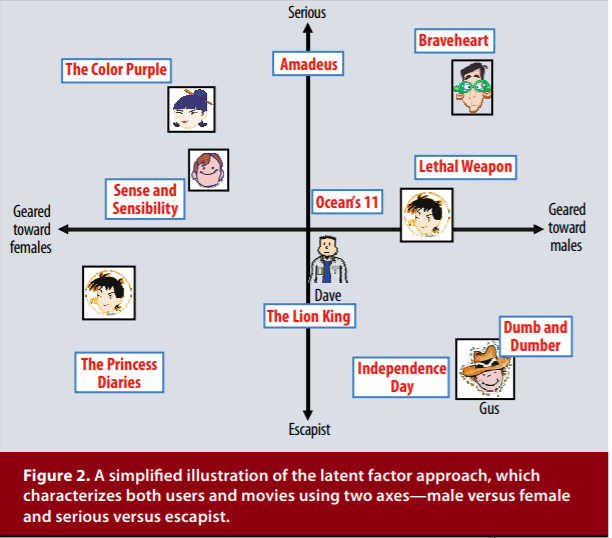 Serious
Braveheart
Amadeus
The Color Purple
Lethal Weapon
Sense and
Sensibility
Ocean's 11
Geared
toward
females
Geared
toward
males
Dave
The Lion King
Dumb and
Dumber
The Princess
Diaries
Independence
Day
Gus
Escapist
Figure 2. A simplified illustration of the latent factor approach, which
characterizes both users and movies using two axes—male versus female
and serious versus escapist.